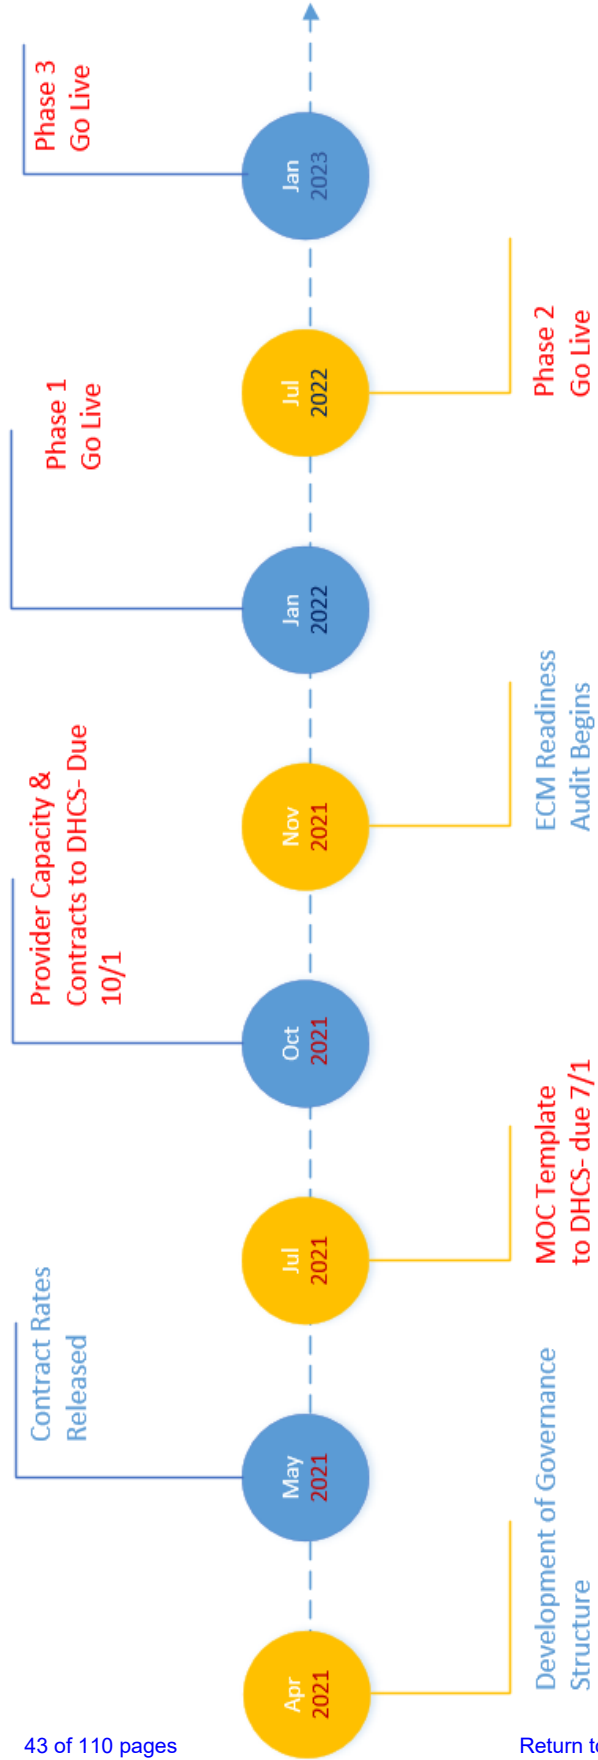 Contract Rates
Released
Provider Capacity &
Contracts to DHCS- Due
10/1
Phase 1
Go Live
Phase 3
Go Live
Apr
2021
May
2021
Jul
2021
Oct
2021
Nov
2021
Jan
2022
Jul
2022
Jan
2023
Development of Governance
Structure
MOC Template
to DHCS- due 7/1
ECM Readiness
Audit Begins
Phase 2
Go Live
43 of 110 pages
Return